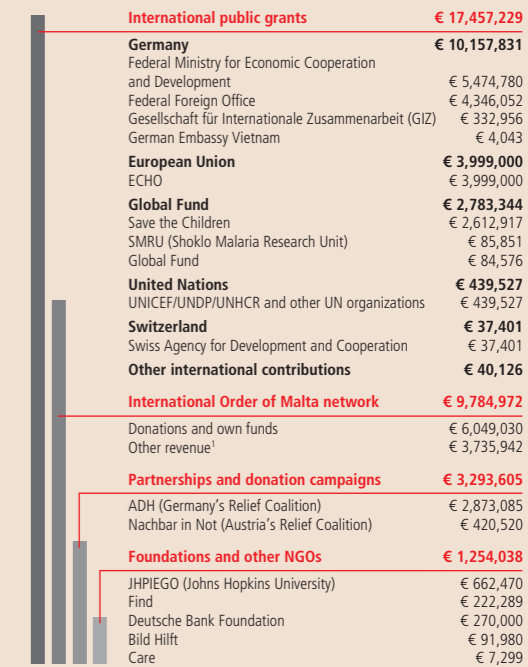 International public grants € 17,457,229
Germany € 10,157,831
Federal Ministry for Economic Cooperation
and Development € 5,474,780
Federal Foreign Office € 4,346,052
Gesellschaft für Internationale Zusammenarbeit (GIZ) € 332,956
German Embassy Vietnam € 4,043
European Union € 3,999,000
ECHO € 3,999,000
Global Fund € 2,783,344
Save the Children € 2,612,917
SMRU (Shoklo Malaria Research Unit) € 85,851
Global Fund € 84,576
United Nations € 439,527
UNICEF/UNDP/UNHCR and other UN organizations € 439,527
Switzerland € 37,401
Swiss Agency for Development and Cooperation € 37,401
Other international contributions € 40,126
International Order of Malta network € 9,784,972
Donations and own funds € 6,049,030
Other revenue¹ € 3,735,942
Partnerships and donation campaigns € 3,293,605
ADH (Germany's Relief Coalition) € 2,873,085
Nachbar in Not (Austria's Relief Coalition) € 420,520
Foundations and other NGOs € 1,254,038
JHPIEGO (Johns Hopkins University) € 662,470
Find € 222,289
Deutsche Bank Foundation € 270,000
Bild Hilft € 91,980
Care € 7,299